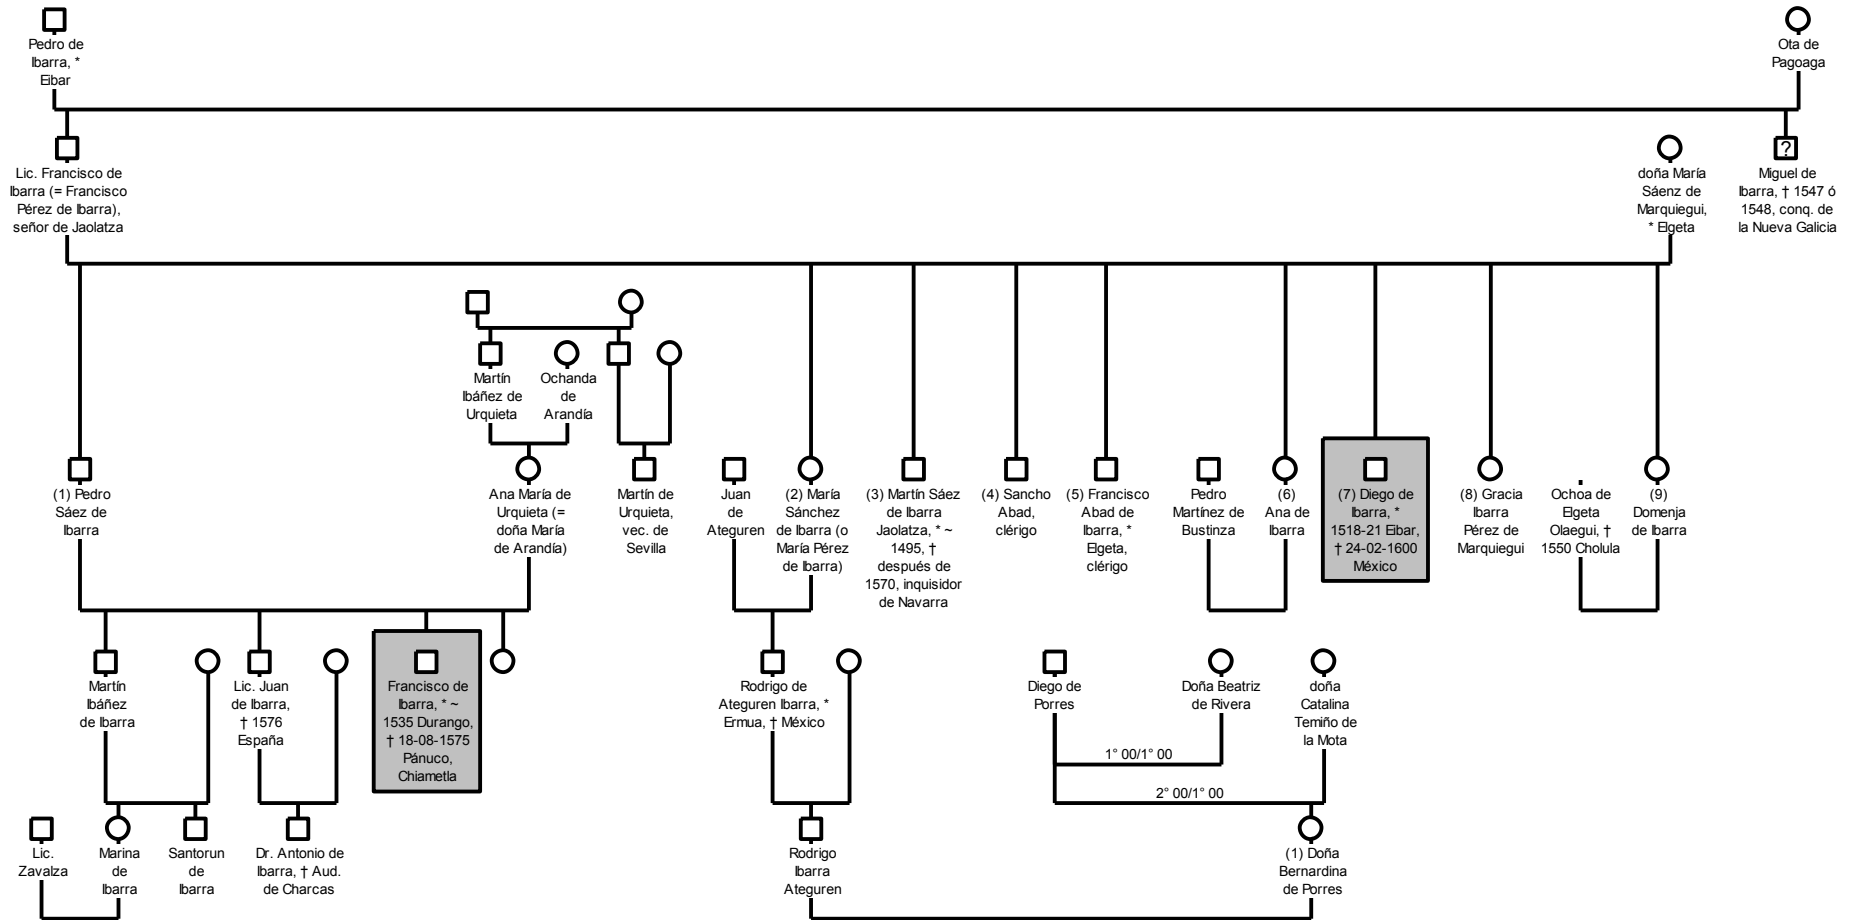 Pedro de
Ibarra, *
Eibar
Ota de
Pagoaga
Lic. Francisco de
Ibarra (= Francisco
Pérez de Ibarra),
señor de Jaolatza
doña María
Sáenz de
Marquiegui,
* Elgeta
?
Miguel de
Ibarra, † 1547 ó
1548, conq. de
la Nueva Galicia
Martín
Ibáñez de
Urquieta
Ochanda
de
Arandía
(1) Pedro
Sáez de
Ibarra
Ana María de
Urquieta (=
doña María
de Arandía)
Martín de
Urquieta,
vec. de
Sevilla
Juan
de
Ateguren
(2) María
Sánchez
de Ibarra (o
María Pérez
de Ibarra)
(3) Martín Sáez
de Ibarra
Jaolatza, * ~
1495, †
después de
1570, inquisidor
de Navarra
(4) Sancho
Abad,
clérigo
(5) Francisco
Abad de
Ibarra, *
Elgeta,
clérigo
Pedro
Martínez de
Bustinza
(6)
Ana de
Ibarra
(7) Diego de
Ibarra, *
1518-21 Eibar,
† 24-02-1600
México
(8) Gracia
Ibarra
Pérez de
Marquiegui
Ochoa de
Elgeta
Olaegui, †
1550 Cholula
(9)
Domenja
de Ibarra
Martín
Ibáñez
de Ibarra
Lic. Juan
de Ibarra,
† 1576
España
Francisco de
Ibarra, * ~
1535 Durango,
† 18-08-1575
Pánuco,
Chiametla
Rodrigo de
Ateguren Ibarra, *
Ermua, † México
Diego de
Porres
Doña Beatriz
de Rivera
doña
Catalina
Temiño de
la Mota
1° 00/1° 00
2° 00/1° 00
Lic.
Zavalza
Marina
de
Ibarra
Santorun
de
Ibarra
Dr. Antonio de
Ibarra, † Aud.
de Charcas
Rodrigo
Ibarra
Ateguren
(1) Doña
Bernardina
de Porres